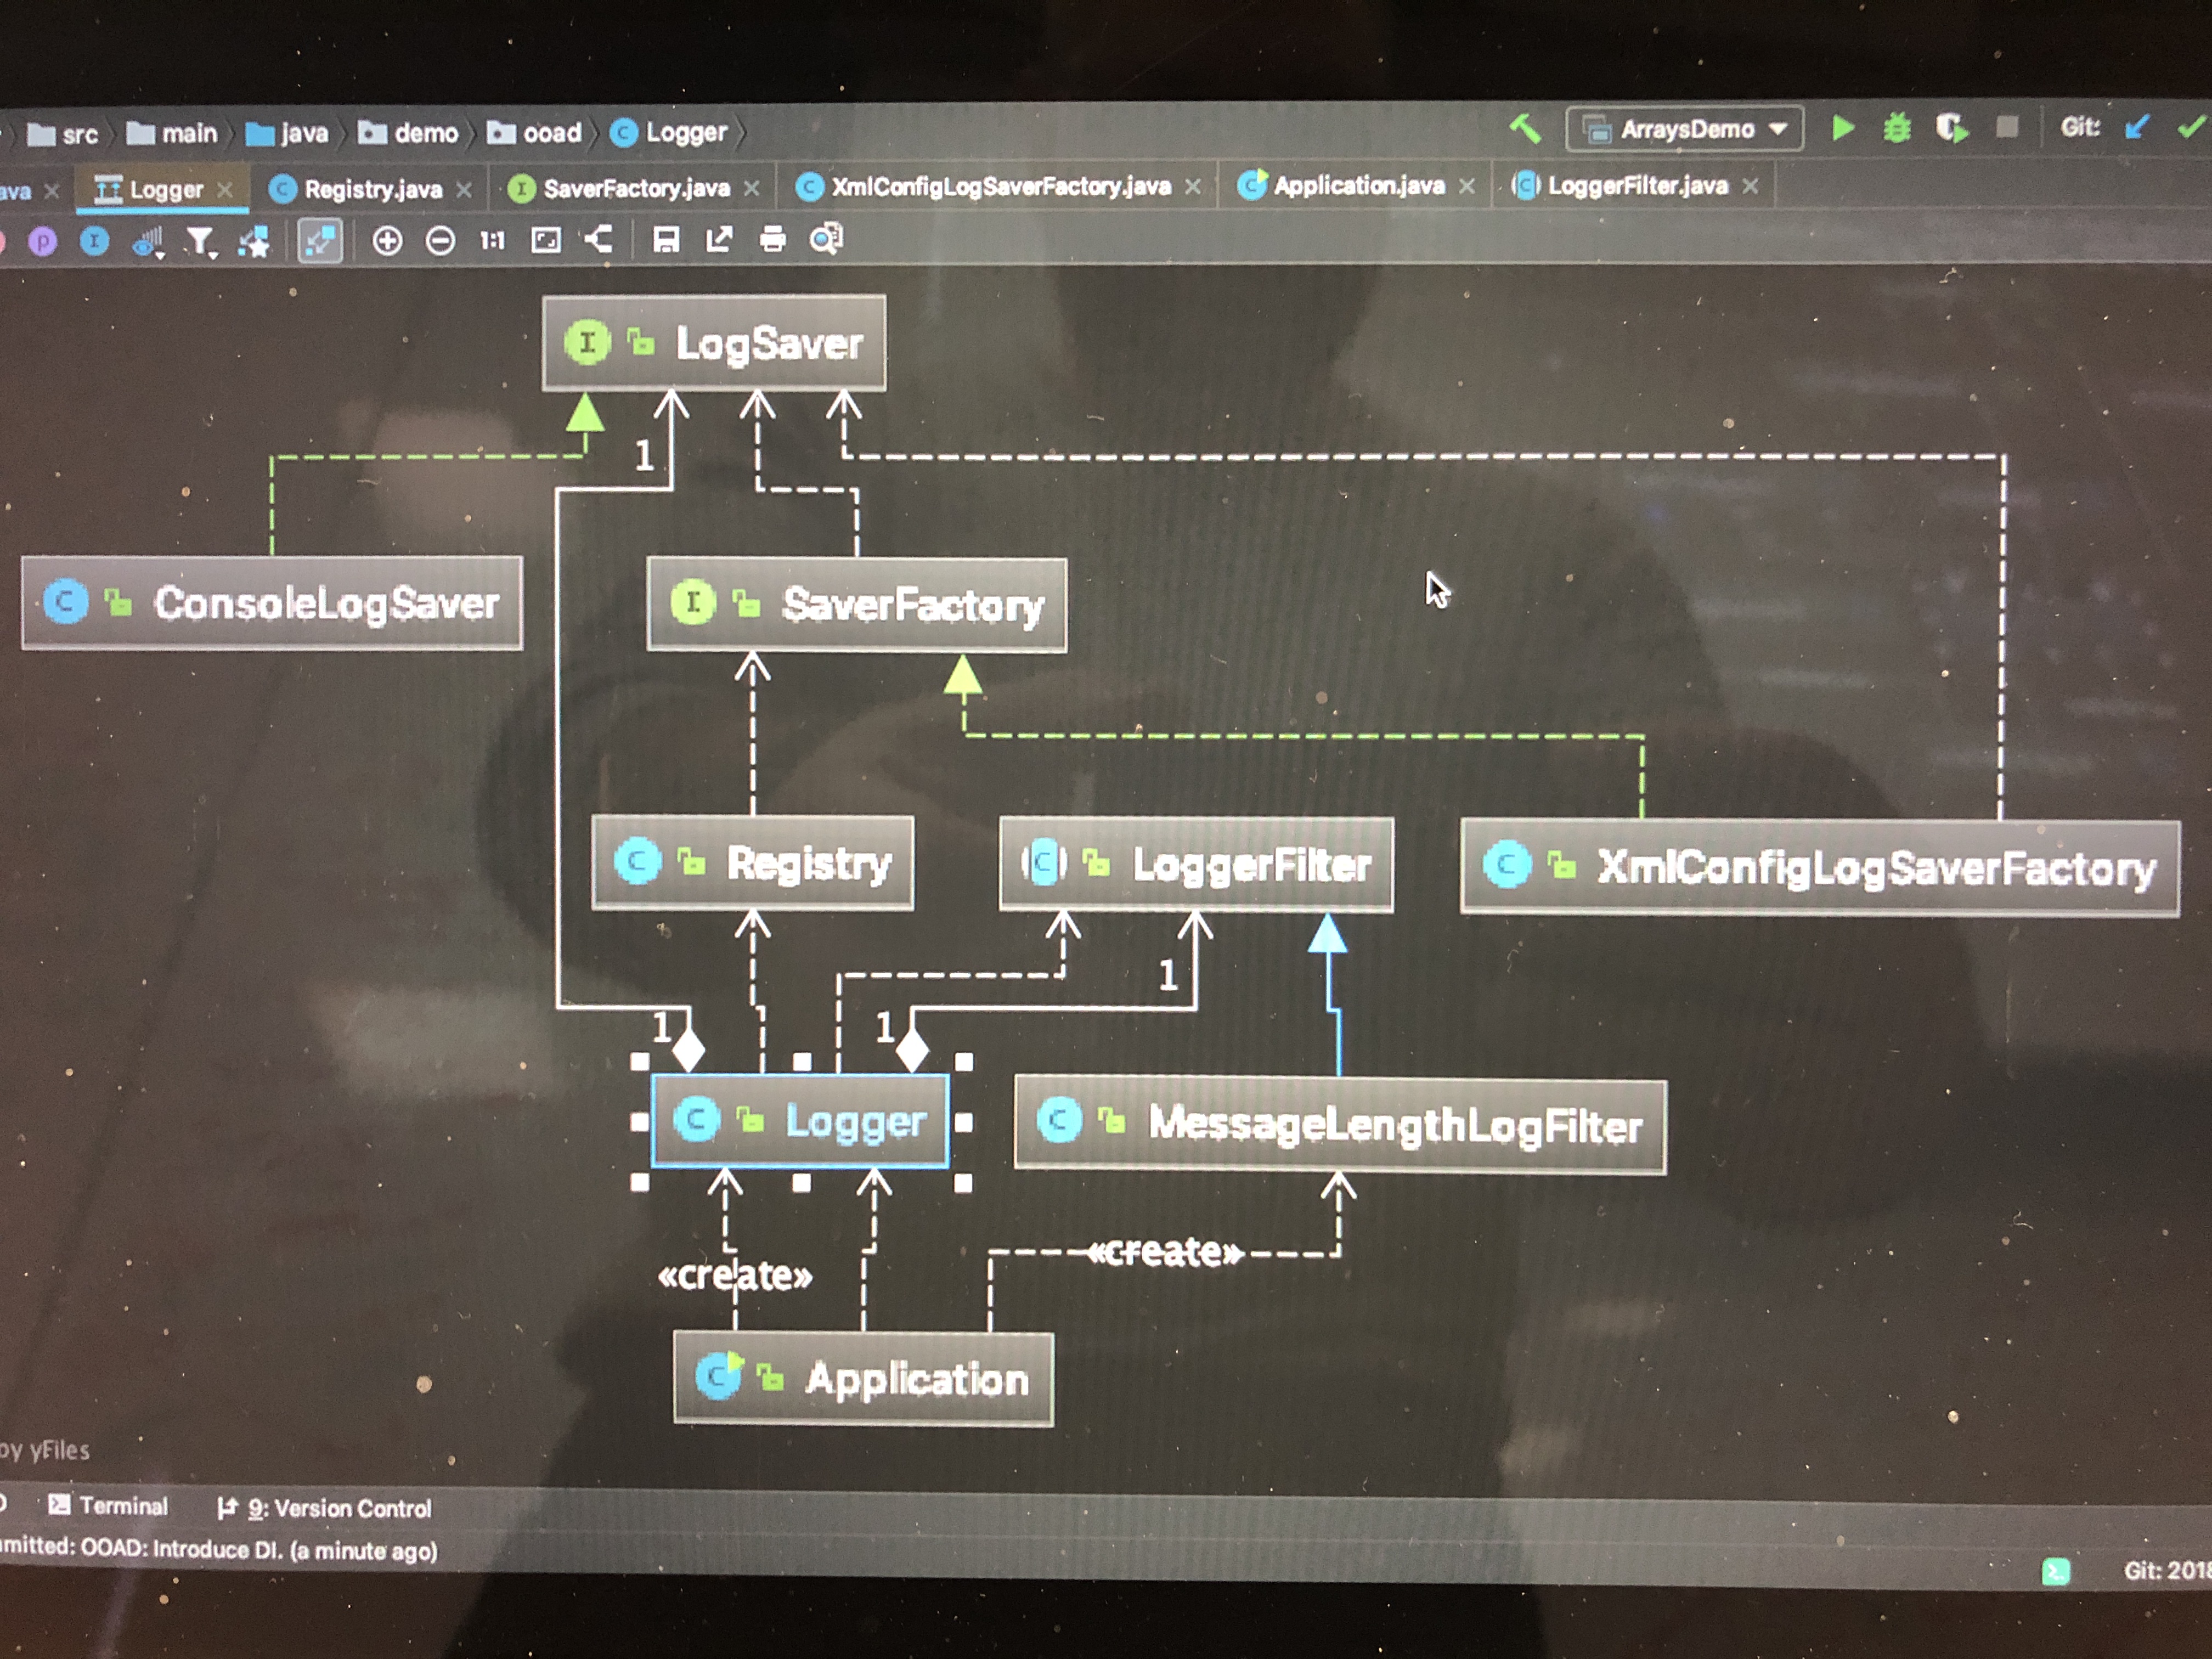 src main java demo ooad Logger ArraysDemo Git:
ava Logger Registry.java SaverFactory.java XmlConfigLogSaverFactory.java Application.java LoggerFilter.java
1:1
LogSaver
1
ConsoleLogSaver SaverFactory
Registry LoggerFilter XmlConfigLogSaverFactory
1
1 1
Logger MessageLengthLogFilter
«create»
«create»
Application
by yFiles
Terminal 9: Version Control
mmitted: OOAD: Introduce DI. (a minute ago)
Git: 2018